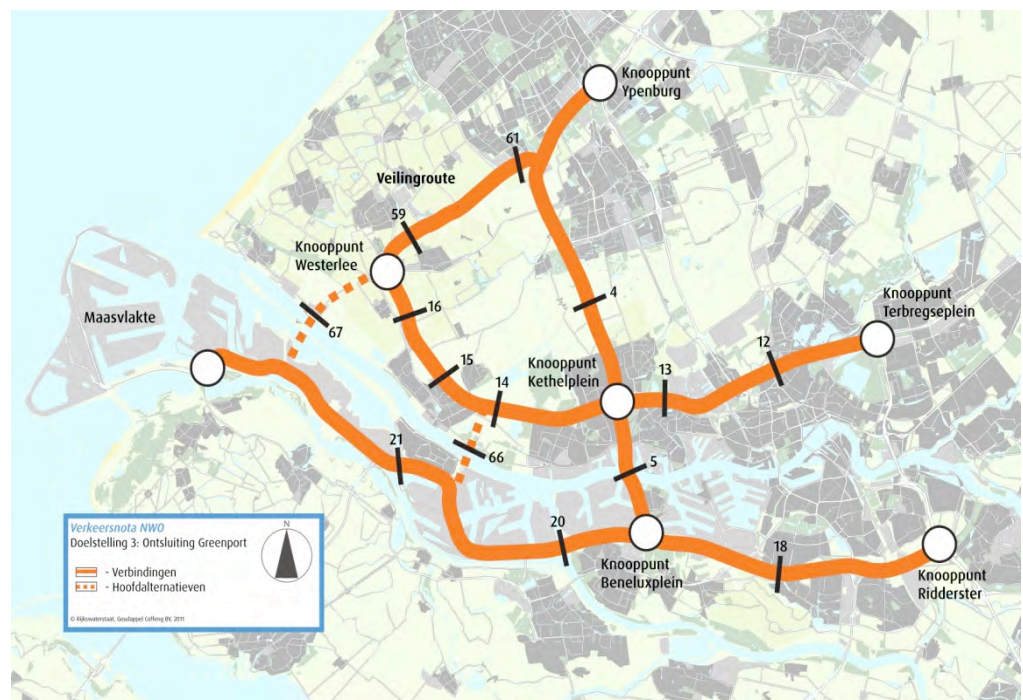 Knooppunt
Ypenburg
61
Veilingroute
59
Knooppunt
Westerlee
16
4
67
Maasvlakte
Knooppunt
Terbregseplein
12
15
Knooppunt
Kethelplein
13
14
21
66
5
20
18
Knooppunt
Beneluxplein
Knooppunt
Ridderster
Verkeersnota NWO
Doelstelling 3: Ontsluiting Greenport
N
- Verbindingen
- Hoofdalternatieven
© Rijkswaterstaat, Goudappel Coffeng BV, 2011